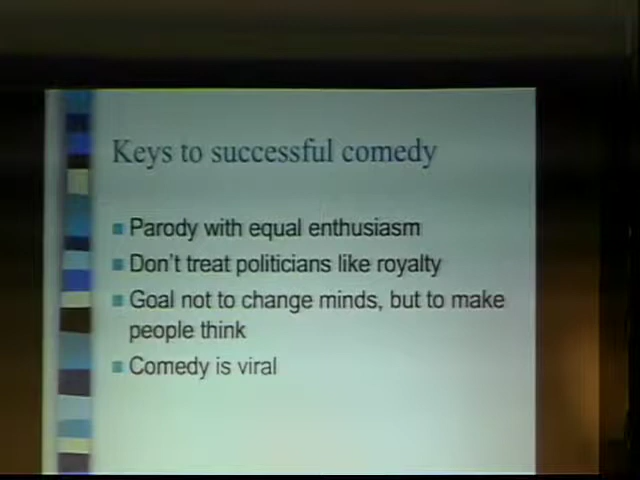 Keys to successful comedy
Parody with equal enthusiasm
Don't treat politicians like royalty
Goal not to change minds, but to make
people think
Comedy is viral